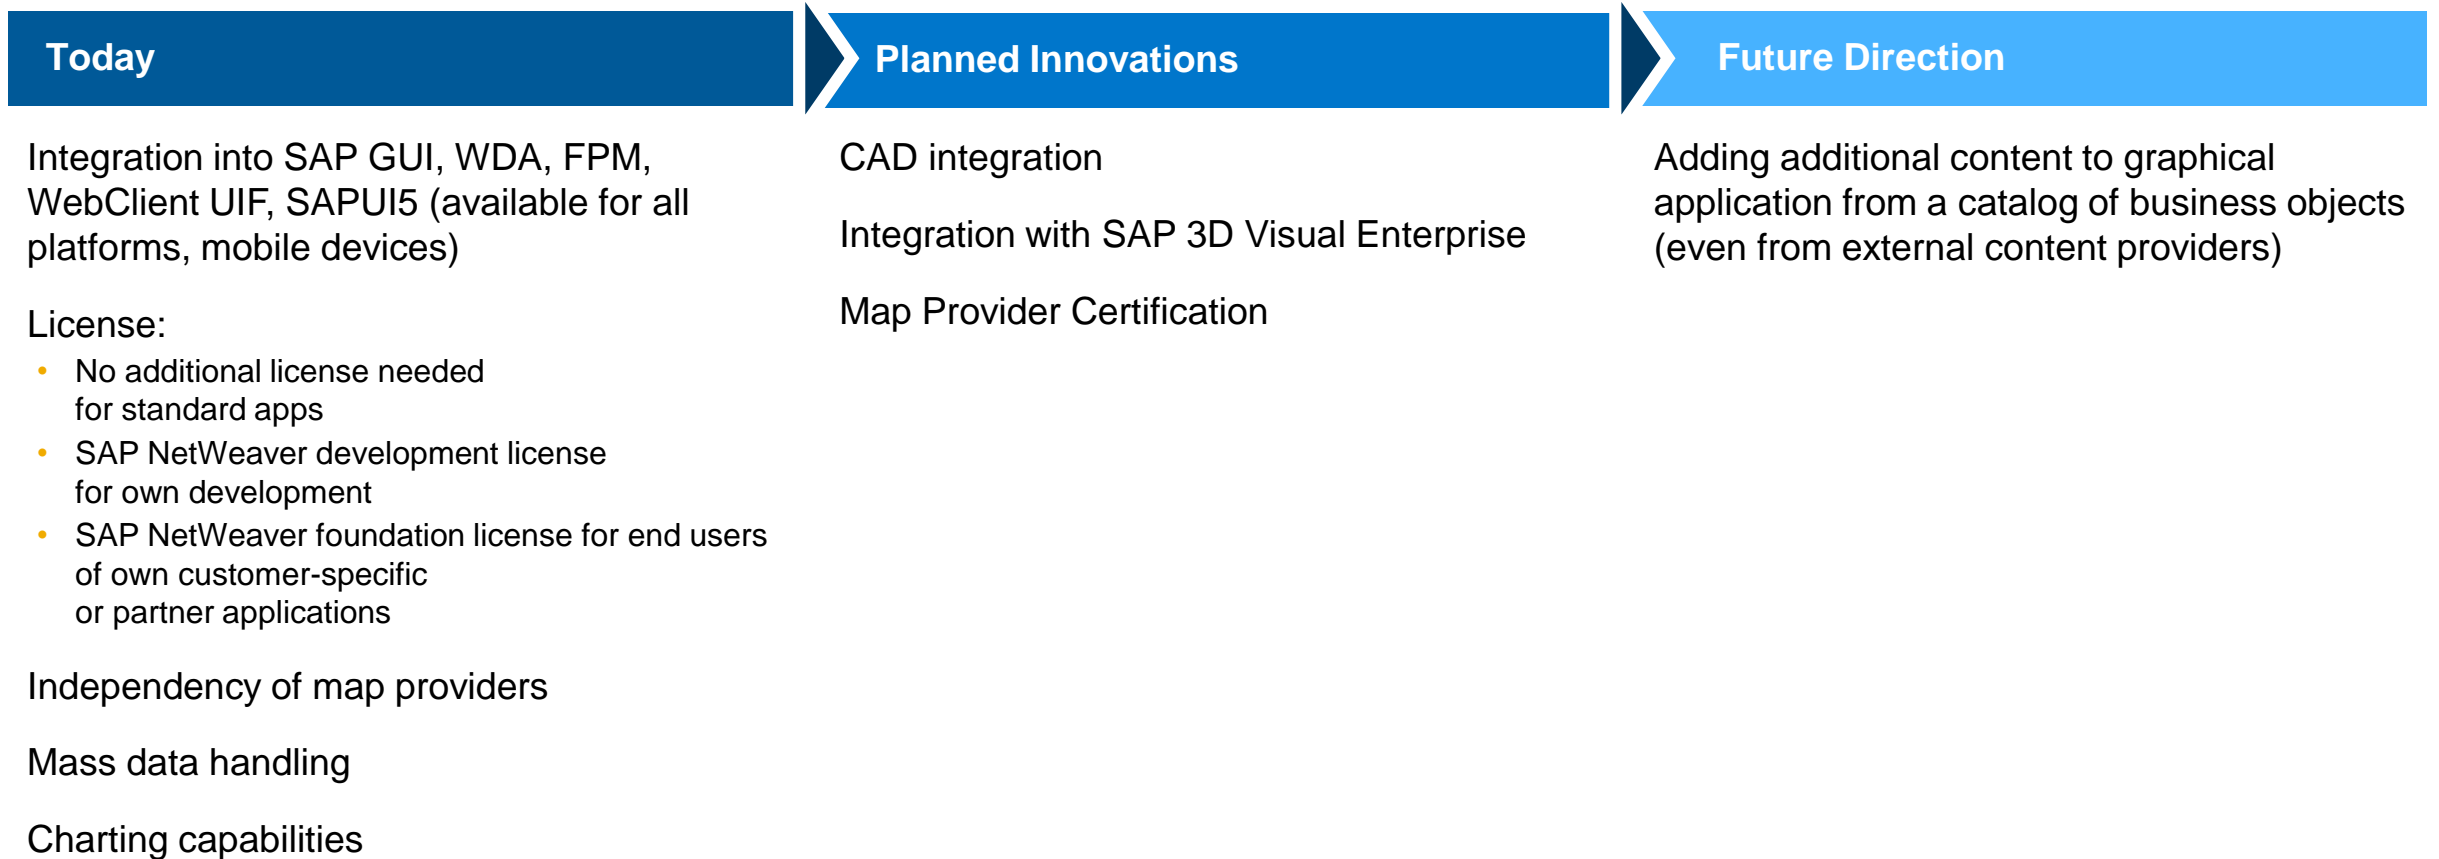 Today
Integration into SAP GUI, WDA, FPM,
WebClient UIF, SAPUI5 (available for all
platforms, mobile devices)
License:
• No additional license needed
for standard apps
• SAP NetWeaver development license
for own development
• SAP NetWeaver foundation license for end users
of own customer-specific
or partner applications
Independency of map providers
Mass data handling
Charting capabilities
Planned Innovations
CAD integration
Integration with SAP 3D Visual Enterprise
Map Provider Certification
Future Direction
Adding additional content to graphical
application from a catalog of business objects
(even from external content providers)